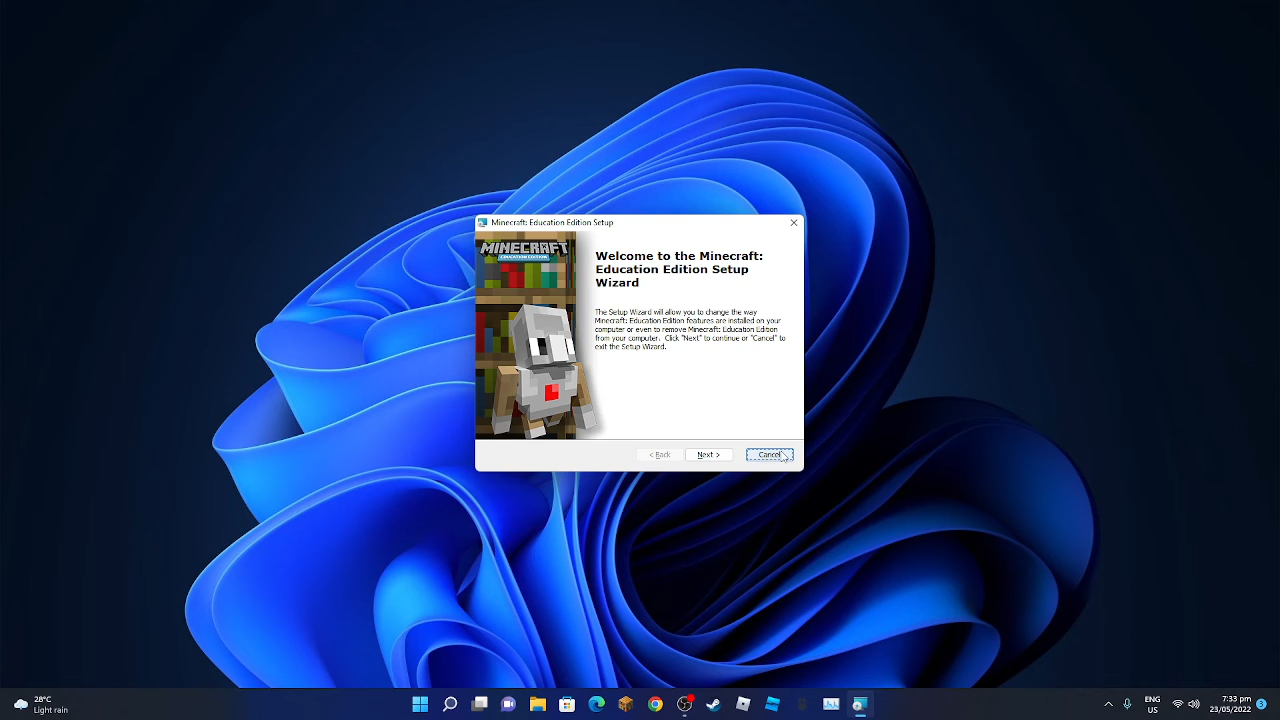 Minecraft: Education Edition Setup
MINECRAFT
EDUCATION EDITION
Welcome to the Minecraft:
Education Edition Setup
Wizard
The Setup Wizard will allow you to change the way
Minecraft: Education Edition features are installed on your
computer or even to remove Minecraft: Education Edition
from your computer. Click "Next" to continue or "Cancel" to
exit the Setup Wizard.
< Back
Next >
Cancel
28°C
Light rain
ENG
US
7:33 pm
23/05/2022
3